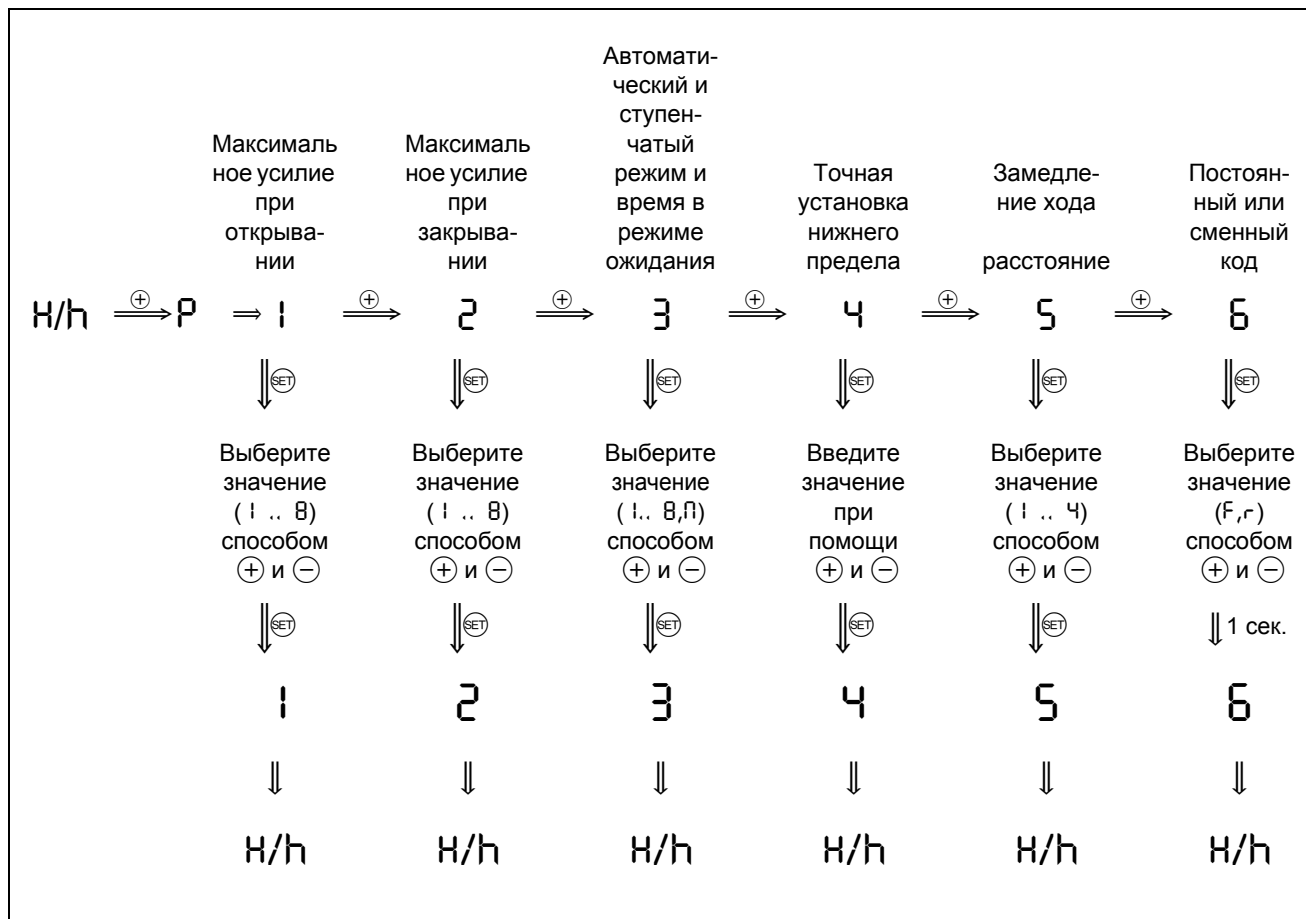 Автомати-
ческий и
ступен-
чатый
Максималь Максималь режим и Точная Замедле- Постоян-
ное усилие ное усилие время в установка ние хода ный или
при при режиме нижнего сменный
открыва- закрыва- ожидания предела расстояние код
нии нии
H/h ⊕ P ⇒ 1 ⊕ 2 ⊕ 3 ⊕ 4 ⊕ 5 ⊕ 6
SET SET SET SET SET SET
Выберите Выберите Выберите Введите Выберите Выберите
значение значение значение значение значение значение
(1 .. 8) (1 .. 8) (1.. 8,П) при (1 .. 4) (F,r)
способом способом способом помощи способом способом
⊕ и ⊖ ⊕ и ⊖ ⊕ и ⊖ ⊕ и ⊖ ⊕ и ⊖ ⊕ и ⊖
SET SET SET SET SET 1 сек.
1 2 3 4 5 6
H/h H/h H/h H/h H/h H/h